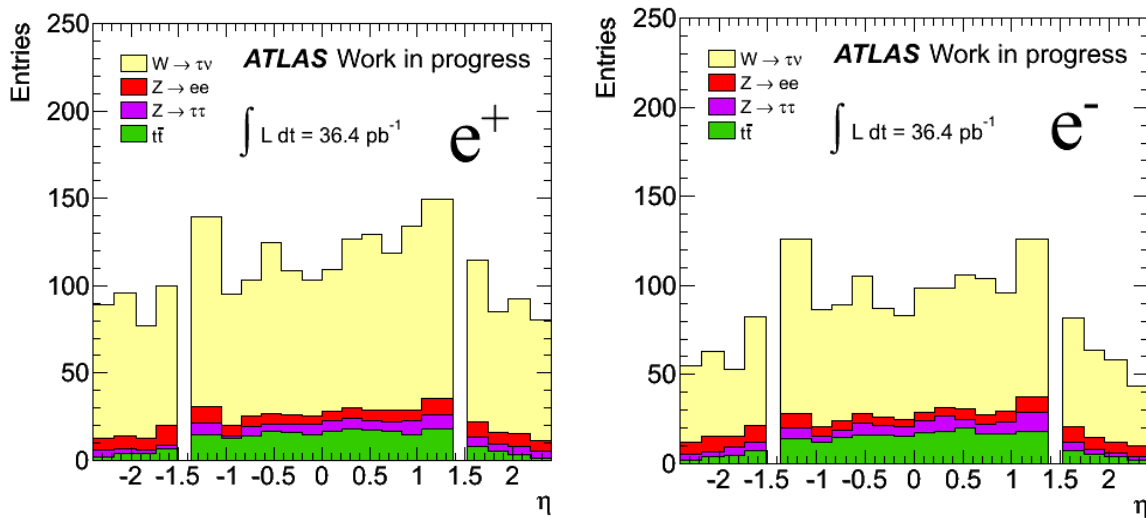 Entries
250
200
150
100
50
0
W → τν
Z → ee
Z → ττ
tt̄
ATLAS Work in progress
∫ L dt = 36.4 pb⁻¹
e⁺
-2 -1.5 -1 -0.5 0 0.5 1 1.5 2
η
Entries
250
200
150
100
50
0
W → τν
Z → ee
Z → ττ
tt̄
ATLAS Work in progress
∫ L dt = 36.4 pb⁻¹
e⁻
-2 -1.5 -1 -0.5 0 0.5 1 1.5 2
η